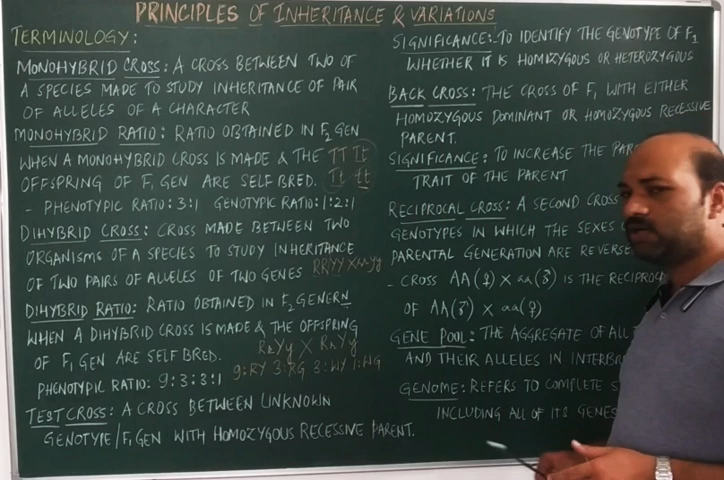 PRINCIPLES OF INHERITANCE & VARIATIONS
TERMINOLOGY:
MONOHYBRID CROSS: A CROSS BETWEEN TWO OF
A SPECIES MADE TO STUDY INHERITANCE OF PAIR
OF ALLELES OF A CHARACTER
MONOHYBRID RATIO: RATIO OBTAINED IN F2 GEN
WHEN A MONOHYBRID CROSS IS MADE & THE TT Tt
OFFSPRING OF F1 GEN ARE SELF BRED. Tt tt
- PHENOTYPIC RATIO: 3:1 GENOTYPIC RATIO: 1:2:1
DIHYBRID CROSS: CROSS MADE BETWEEN TWO
ORGANISMS OF A SPECIES TO STUDY INHERITANCE
OF TWO PAIRS OF ALLELES OF TWO GENES RRYY X rryy
DIHYBRID RATIO: RATIO OBTAINED IN F2 GENERN
WHEN A DIHYBRID CROSS IS MADE & THE OFFSPRING
OF F1 GEN ARE SELF BRED. RrYy X RrYy
PHENOTYPIC RATIO: 9:3:3:1 9:RY 3:RG 3:WY 1:WG
TEST CROSS: A CROSS BETWEEN UNKNOWN
GENOTYPE/F1 GEN WITH HOMOZYGOUS RECESSIVE PARENT.
SIGNIFICANCE: TO IDENTIFY THE GENOTYPE OF F1
WHETHER IT IS HOMIZYGOUS OR HETEROZYGOUS
BACK CROSS: THE CROSS OF F1 WITH EITHER
HOMOZYGOUS DOMINANT OR HOMOZYGOUS RECESSIVE
PARENT.
SIGNIFICANCE: TO INCREASE THE
TRAIT OF THE PARENT
RECIPROCAL CROSS: A SECOND CROSS
GENOTYPES IN WHICH THE SEXES
PARENTAL GENERATION ARE REVERSE
- CROSS AA (♀) X aa (♂) IS THE RECIPROC
OF AA (♂) X aa (♀)
GENE POOL: THE AGGREGATE OF ALL
AND THEIR ALLELES IN INTERB
GENOME: REFERS TO COMPLETE S
INCLUDING ALL OF ITS GENES